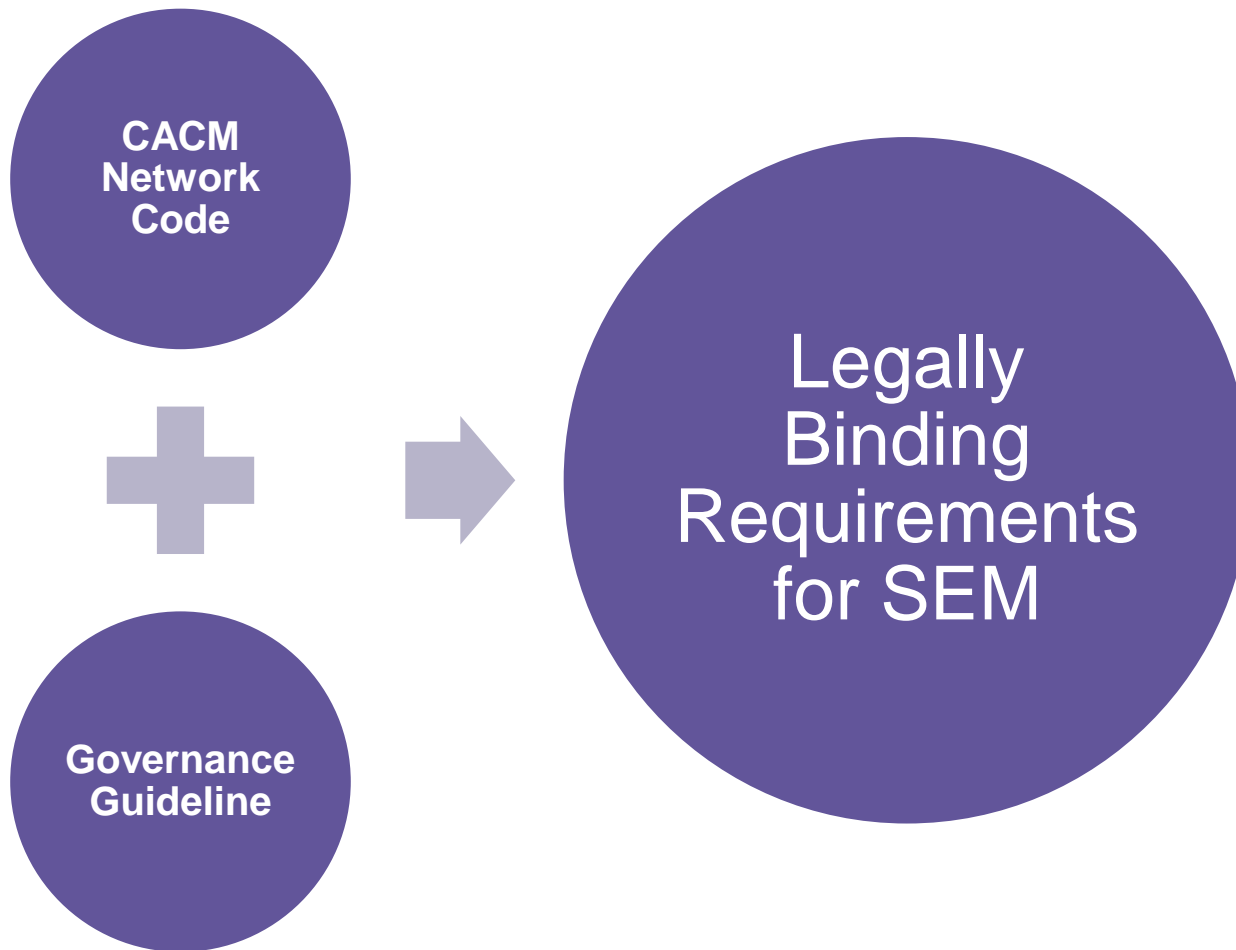 CACM
Network
Code
Governance
Guideline
Legally
Binding
Requirements
for SEM